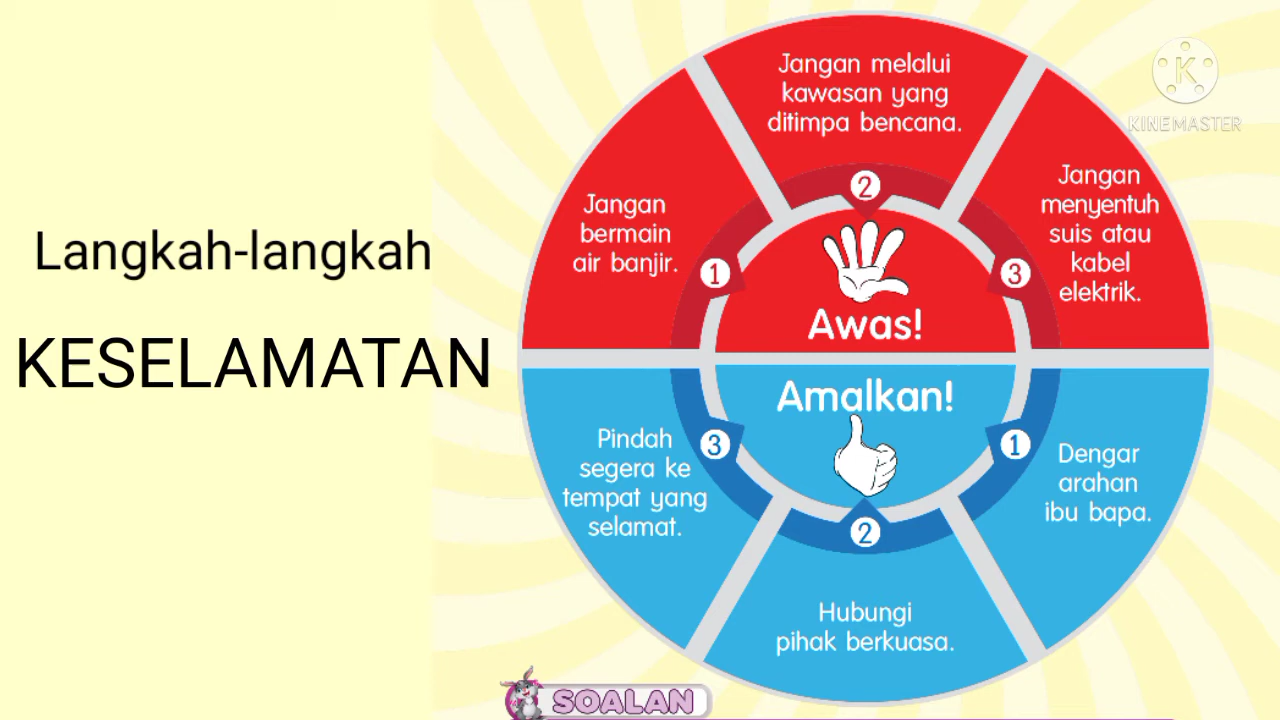 Langkah-langkah
KESELAMATAN
Jangan melalui
kawasan yang
ditimpa bencana.
2
Jangan
bermain
air banjir.
1
Jangan
menyentuh
suis atau
kabel
elektrik.
3
Awas!
Amalkan!
Pindah
segera ke
tempat yang
selamat.
3
Dengar
arahan
ibu bapa.
1
2
Hubungi
pihak berkuasa.
K
KINEMASTER
SOALAN